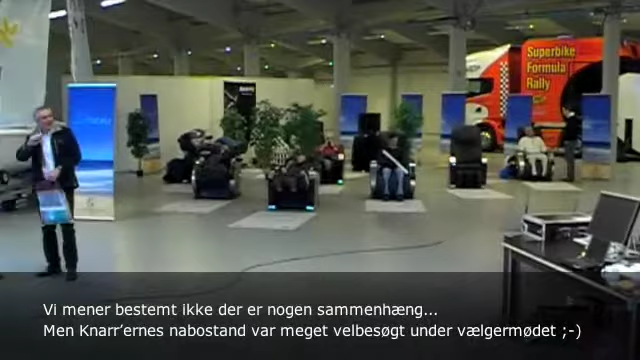 Superbike
Formula
Rally
Vi mener bestemt ikke der er nogen sammenhæng...
Men Knarr'ernes nabostand var meget velbesøgt under vælgermødet ;-)